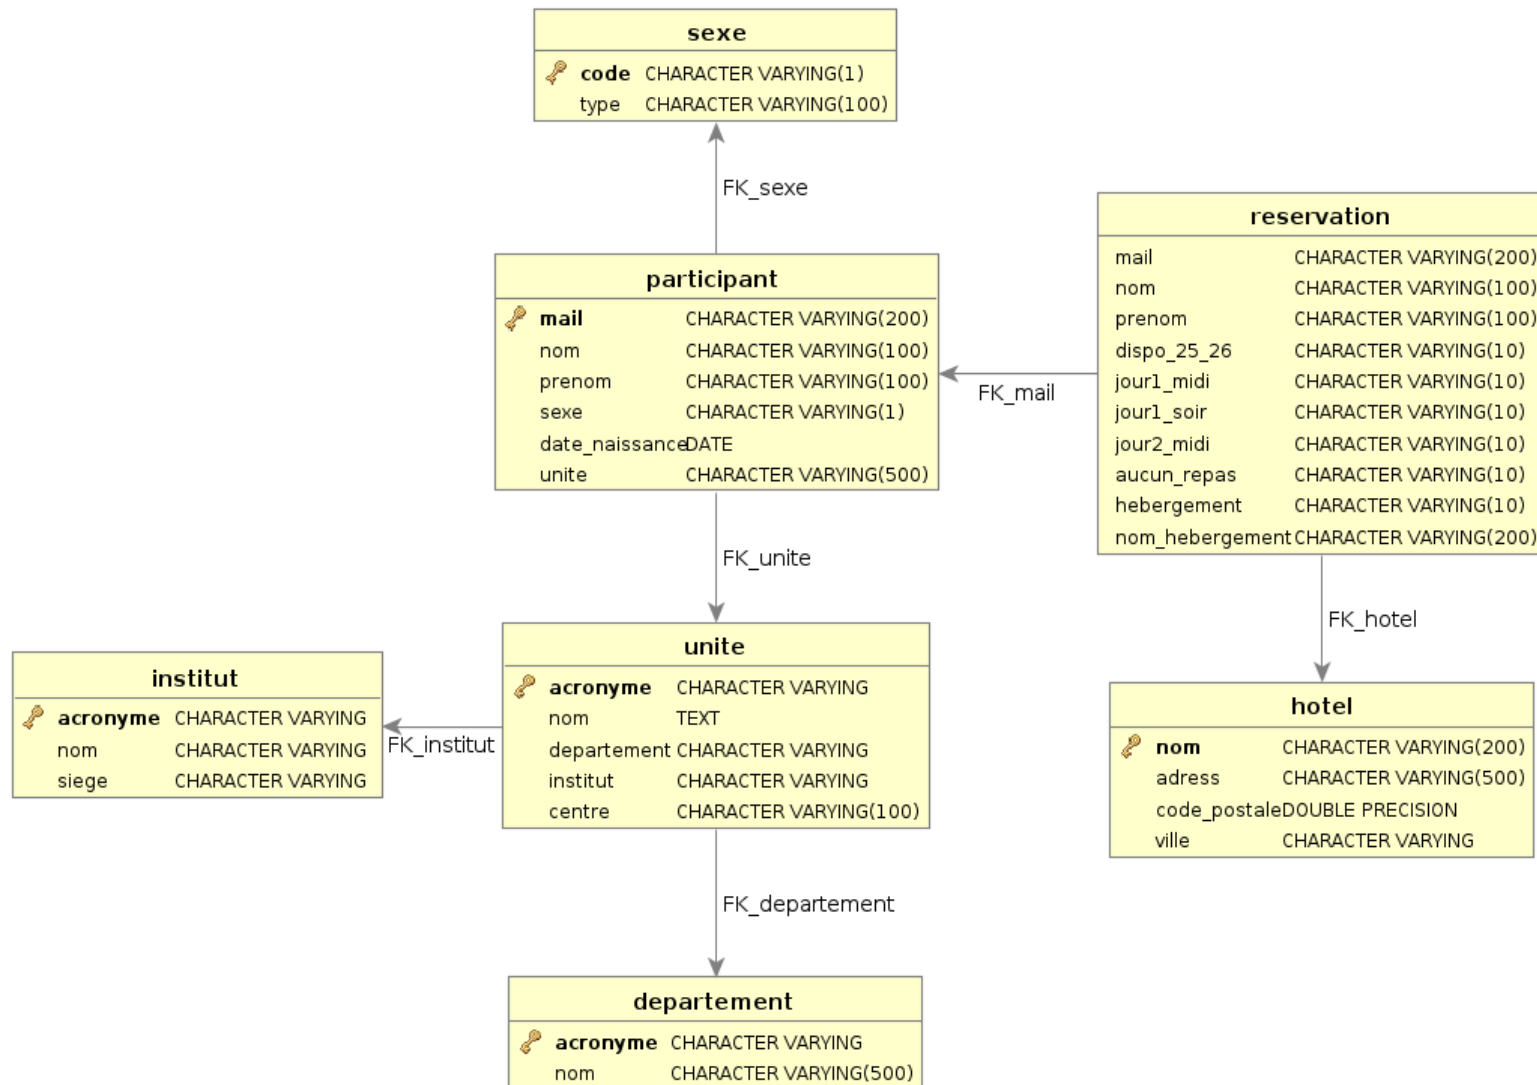 sexe
code CHARACTER VARYING(1)
type CHARACTER VARYING(100)
FK_sexe
participant
mail CHARACTER VARYING(200)
nom CHARACTER VARYING(100)
prenom CHARACTER VARYING(100)
sexe CHARACTER VARYING(1)
date_naissanceDATE
unite CHARACTER VARYING(500)
FK_mail
reservation
mail CHARACTER VARYING(200)
nom CHARACTER VARYING(100)
prenom CHARACTER VARYING(100)
dispo_25_26 CHARACTER VARYING(10)
jour1_midi CHARACTER VARYING(10)
jour1_soir CHARACTER VARYING(10)
jour2_midi CHARACTER VARYING(10)
aucun_repas CHARACTER VARYING(10)
hebergement CHARACTER VARYING(10)
nom_hebergement CHARACTER VARYING(200)
FK_unite
FK_hotel
institut
acronyme CHARACTER VARYING
nom CHARACTER VARYING
siege CHARACTER VARYING
FK_institut
unite
acronyme CHARACTER VARYING
nom TEXT
departement CHARACTER VARYING
institut CHARACTER VARYING
centre CHARACTER VARYING(100)
hotel
nom CHARACTER VARYING(200)
adress CHARACTER VARYING(500)
code_postaleDOUBLE PRECISION
ville CHARACTER VARYING
FK_departement
departement
acronyme CHARACTER VARYING
nom CHARACTER VARYING(500)